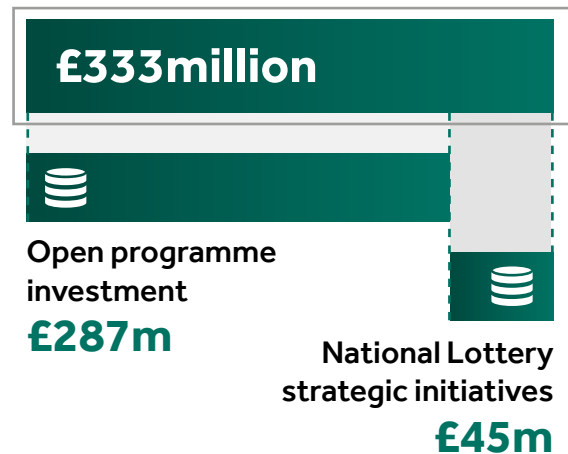 £333million
Open programme
investment
£287m
National Lottery
strategic initiatives
£45m